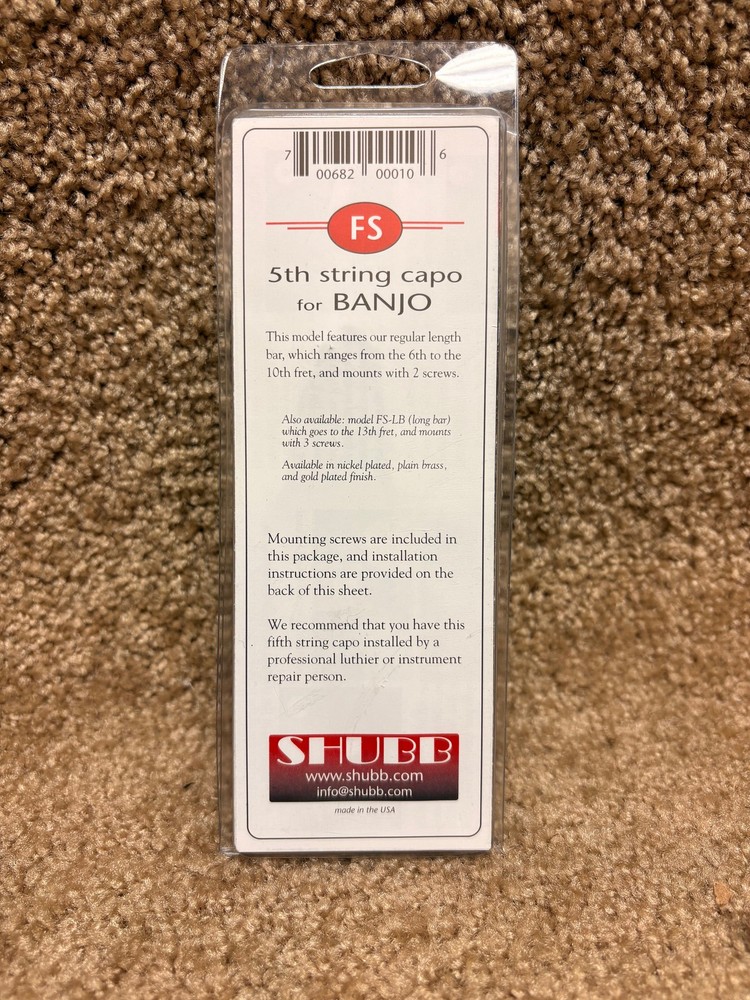 7 00682 00010 6
FS
5th string capo
for BANJO
This model features our regular length
bar, which ranges from the 6th to the
10th fret, and mounts with 2 screws.
Also available: model FS-LB (long bar)
which goes to the 13th fret, and mounts
with 3 screws.
Available in nickel plated, plain brass,
and gold plated finish.
Mounting screws are included in
this package, and installation
instructions are provided on the
back of this sheet.
We recommend that you have this
fifth string capo installed by a
professional luthier or instrument
repair person.
SHUBB
www.shubb.com
info@shubb.com
made in the USA